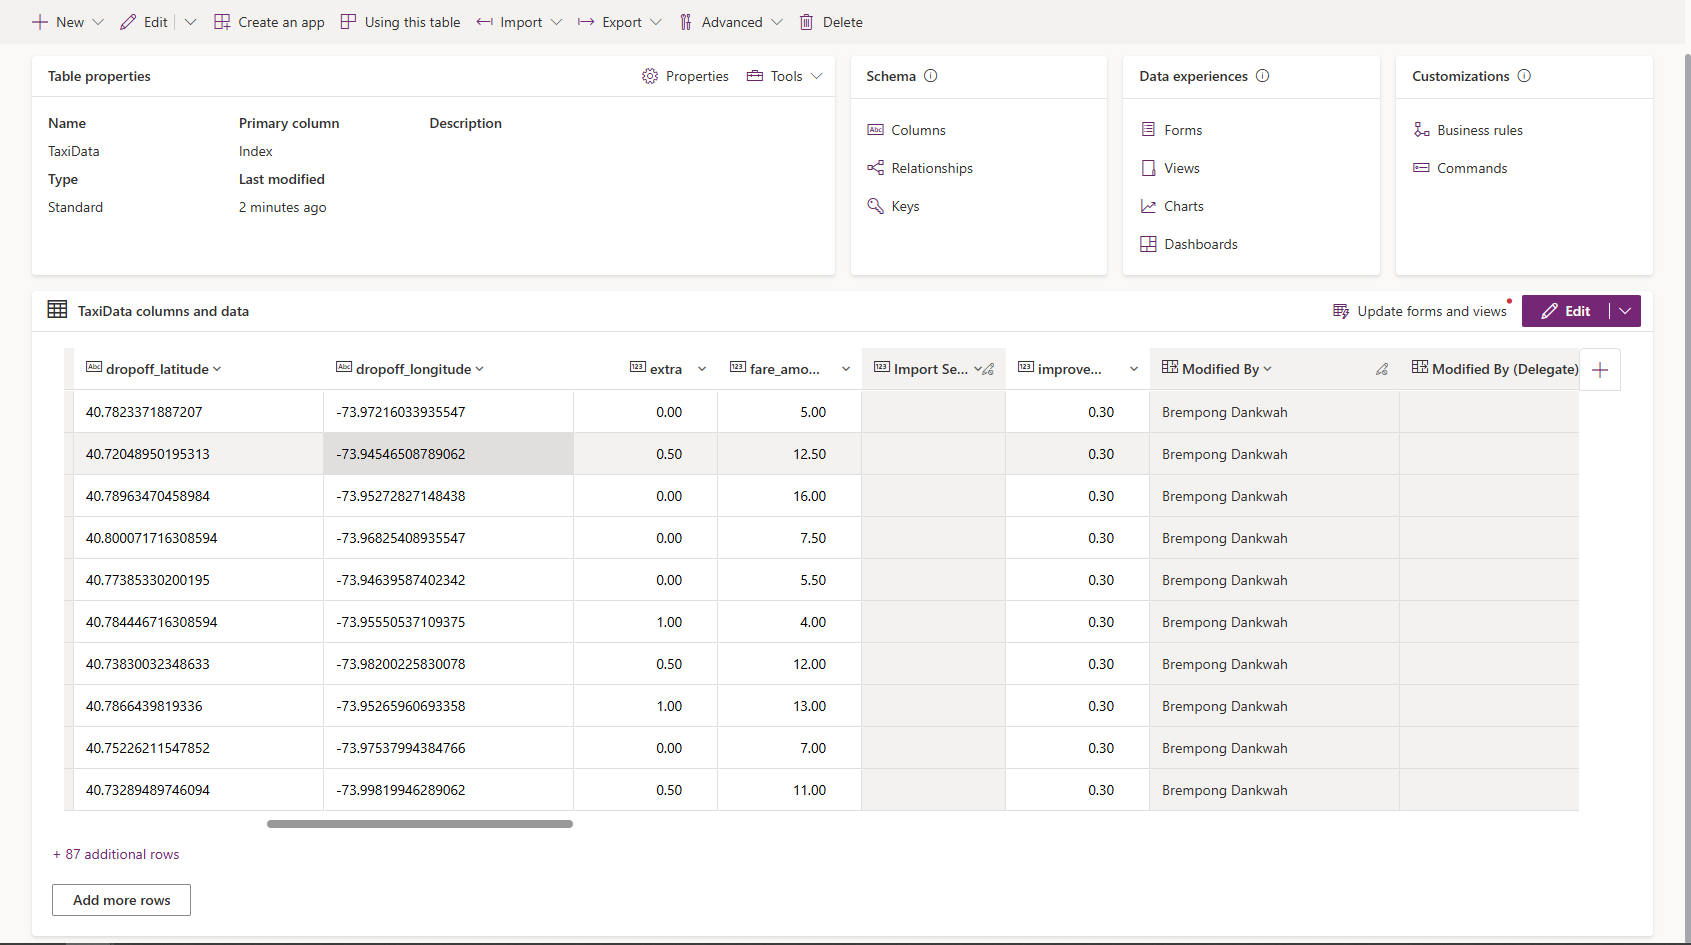 New Edit Create an app Using this table Import Export Advanced Delete
Table properties Properties Tools
Name Primary column Description
TaxiData Index
Type Last modified
Standard 2 minutes ago
Schema
Columns
Relationships
Keys
Data experiences
Forms
Views
Charts
Dashboards
Customizations
Business rules
Commands
TaxiData columns and data Update forms and views Edit
Abc dropoff_latitude Abc dropoff_longitude 123 extra 123 fare_amo... 123 Import Se... 123 improve... Modified By Modified By (Delegate)
40.7823371887207 -73.97216033935547 0.00 5.00 0.30 Brempong Dankwah
40.72048950195313 -73.94546508789062 0.50 12.50 0.30 Brempong Dankwah
40.78963470458984 -73.95272827148438 0.00 16.00 0.30 Brempong Dankwah
40.800071716308594 -73.96825408935547 0.00 7.50 0.30 Brempong Dankwah
40.77385330200195 -73.94639587402342 0.00 5.50 0.30 Brempong Dankwah
40.784446716308594 -73.95550537109375 1.00 4.00 0.30 Brempong Dankwah
40.73830032348633 -73.98200225830078 0.50 12.00 0.30 Brempong Dankwah
40.7866439819336 -73.95265960693358 1.00 13.00 0.30 Brempong Dankwah
40.75226211547852 -73.97537994384766 0.00 7.00 0.30 Brempong Dankwah
40.73289489746094 -73.99819946289062 0.50 11.00 0.30 Brempong Dankwah
+ 87 additional rows
Add more rows